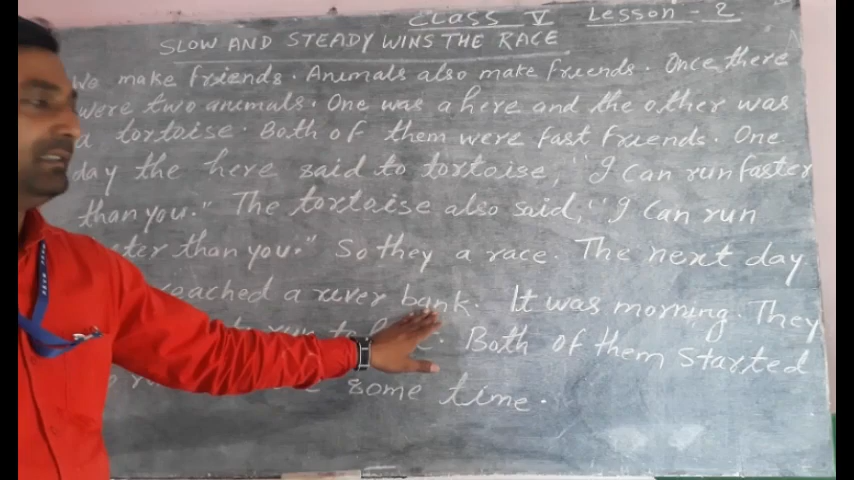 CLASS V Lesson - 2
SLOW AND STEADY WINS THE RACE
We make friends. Animals also make friends. Once there
were two animals. One was a here and the other was
a tortoise. Both of them were fast friends. One
day the here said to tortoise, "I can run faster
than you." The tortoise also said, "I can run
than you." So they a race. The next day
reached a river bank. It was morning. They
to Both of them started
some time.